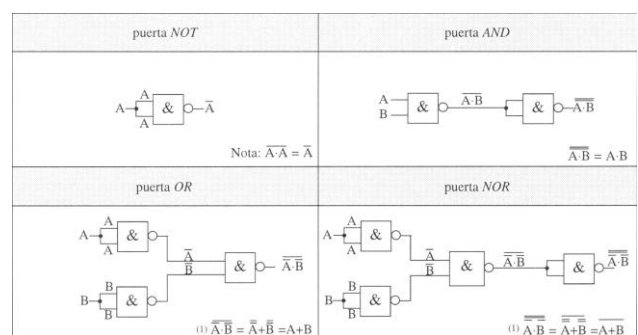 puerta NOT
A A A & A̅
Nota: A̅·̅A̅ = A̅
puerta AND
A B & A̅·̅B̅ & A̿·̿B̿
A̿·̿B̿ = A·B
puerta OR
A A A & A̅
B B B & B̅
& A̿·̿B̿
(1) A̿·̿B̿ = A̿+B̿ =A+B
puerta NOR
A A A & A̅
B B B & B̅
& A̿·̿B̿ & A̿·̿B̿
(1) A̿·̿B̿ = A̿+B̿ =A̅+̅B̅